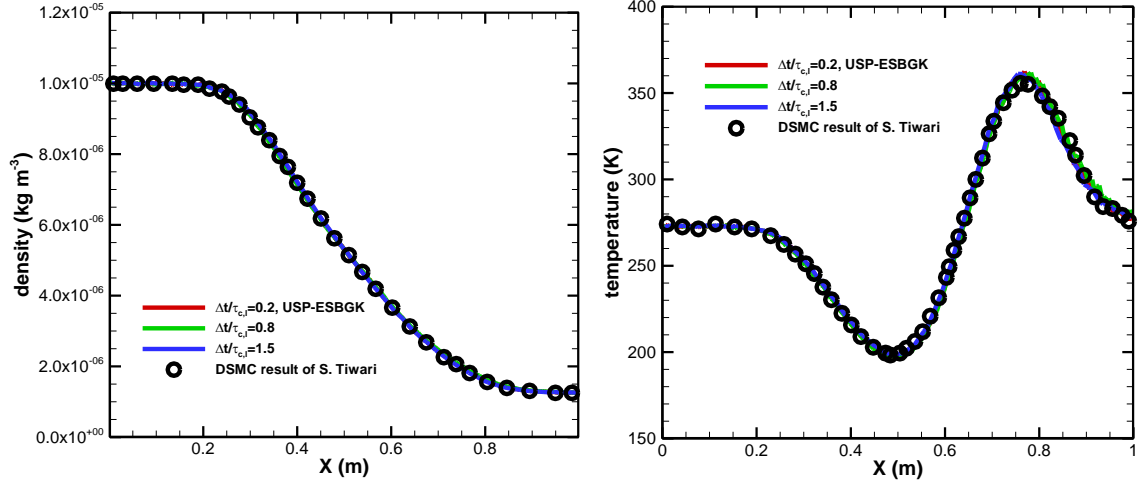 1.2x10⁻⁰⁵
1.0x10⁻⁰⁵
8.0x10⁻⁰⁶
6.0x10⁻⁰⁶
4.0x10⁻⁰⁶
2.0x10⁻⁰⁶
0.0x10⁺⁰⁰
density (kg m⁻³)
Δt/τc,l=0.2, USP-ESBGK
Δt/τc,l=0.8
Δt/τc,l=1.5
DSMC result of S. Tiwari
0.2 0.4 0.6 0.8
X (m)
400
350
300
250
200
150
temperature (K)
Δt/τc,l=0.2, USP-ESBGK
Δt/τc,l=0.8
Δt/τc,l=1.5
DSMC result of S. Tiwari
0 0.2 0.4 0.6 0.8 1
X (m)